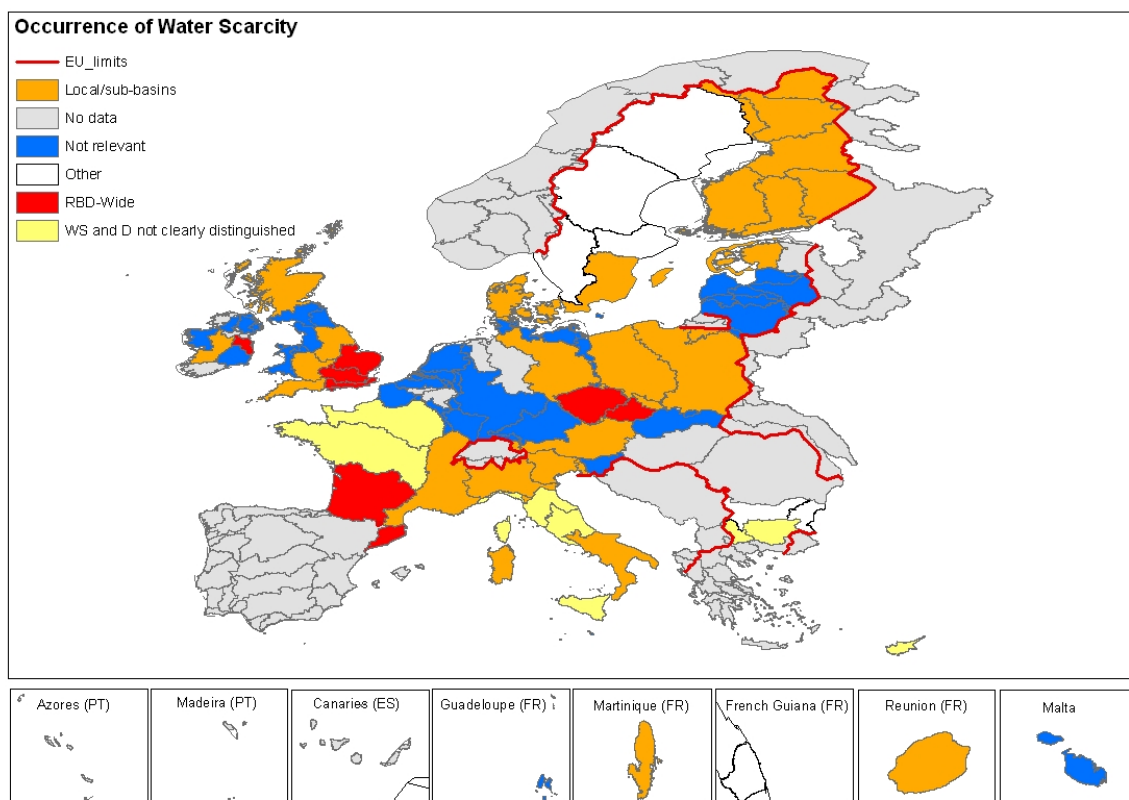 Occurrence of Water Scarcity
EU_limits
Local/sub-basins
No data
Not relevant
Other
RBD-Wide
WS and D not clearly distinguished
Azores (PT)
Madeira (PT)
Canaries (ES)
Guadeloupe (FR)
Martinique (FR)
French Guiana (FR)
Reunion (FR)
Malta